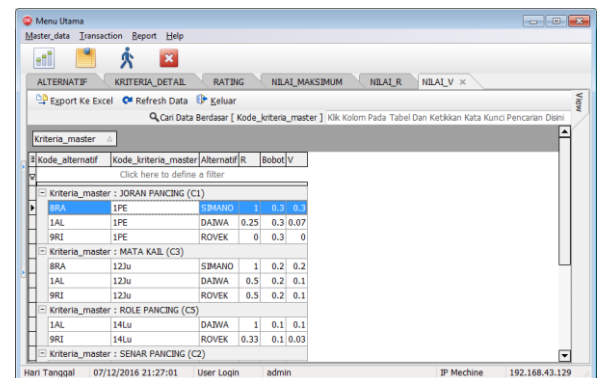 Menu Utama
Master_data Transaction Report Help
ALTERNATIF KRITERIA_DETAIL RATING NILAI_MAKSIMUM NILAI_R NILAI_V
Export Ke Excel Refresh Data Keluar
View
Cari Data Berdasar [ Kode_kriteria_master ] Klik Kolom Pada Tabel Dan Ketikkan Kata Kunci Pencarian Disini
Kriteria_master
Kode_alternatif Kode_kriteria_master Alternatif R Bobot V
Click here to define a filter
Kriteria_master : JORAN PANCING (C1)
8RA 1PE SIMANO 1 0.3 0.3
1AL 1PE DAIWA 0.25 0.3 0.07
9RI 1PE ROVEK 0 0.3 0
Kriteria_master : MATA KAIL (C3)
8RA 12Ju SIMANO 1 0.2 0.2
1AL 12Ju DAIWA 0.5 0.2 0.1
9RI 12Ju ROVEK 0.5 0.2 0.1
Kriteria_master : ROLE PANCING (C5)
1AL 14Lu DAIWA 1 0.1 0.1
9RI 14Lu ROVEK 0.33 0.1 0.03
Kriteria_master : SENAR PANCING (C2)
Hari Tanggal 07/12/2016 21:27:01 User Login admin IP Mechine 192.168.43.129